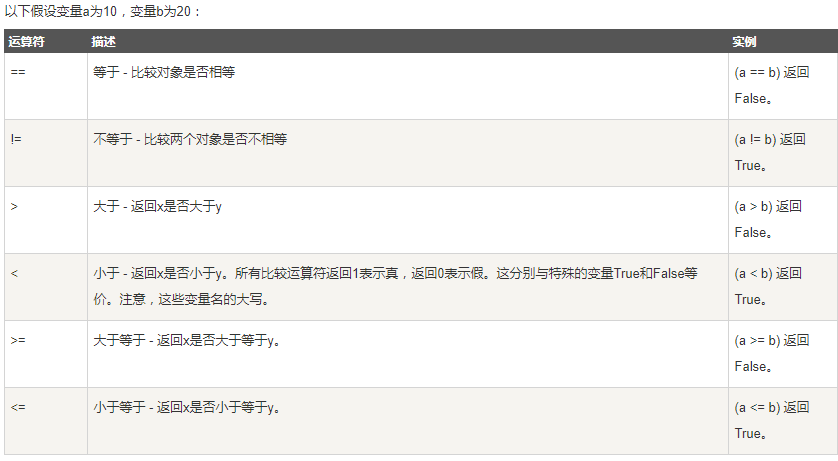 以下假设变量a为10，变量b为20：
运算符 描述 实例
== 等于 - 比较对象是否相等 (a == b) 返回
False。
!= 不等于 - 比较两个对象是否不相等 (a != b) 返回
True。
> 大于 - 返回x是否大于y (a > b) 返回
False。
< 小于 - 返回x是否小于y。所有比较运算符返回1表示真，返回0表示假。这分别与特殊的变量True和False等 (a < b) 返回
价。注意，这些变量名的大写。 True。
>= 大于等于 - 返回x是否大于等于y。 (a >= b) 返回
False。
<= 小于等于 - 返回x是否小于等于y。 (a <= b) 返回
True。